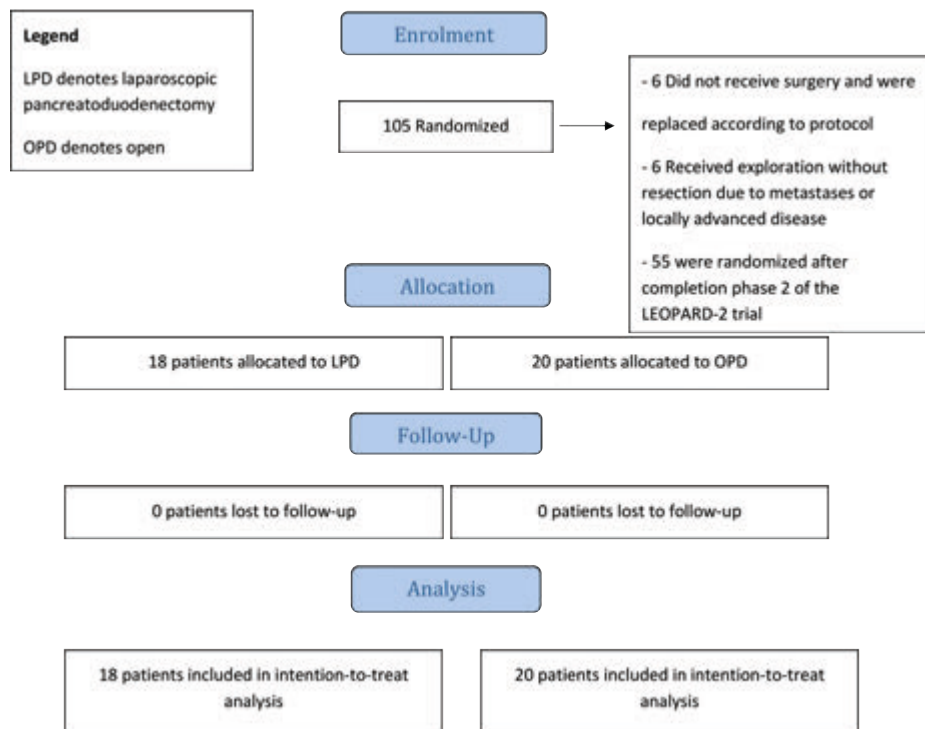 Legend
LPD denotes laparoscopic
pancreatoduodenectomy
OPD denotes open
Enrolment
105 Randomized
- 6 Did not receive surgery and were
replaced according to protocol
- 6 Received exploration without
resection due to metastases or
locally advanced disease
- 55 were randomized after
completion phase 2 of the
LEOPARD-2 trial
Allocation
18 patients allocated to LPD
20 patients allocated to OPD
Follow-Up
0 patients lost to follow-up
0 patients lost to follow-up
Analysis
18 patients included in intention-to-treat
analysis
20 patients included in intention-to-treat
analysis